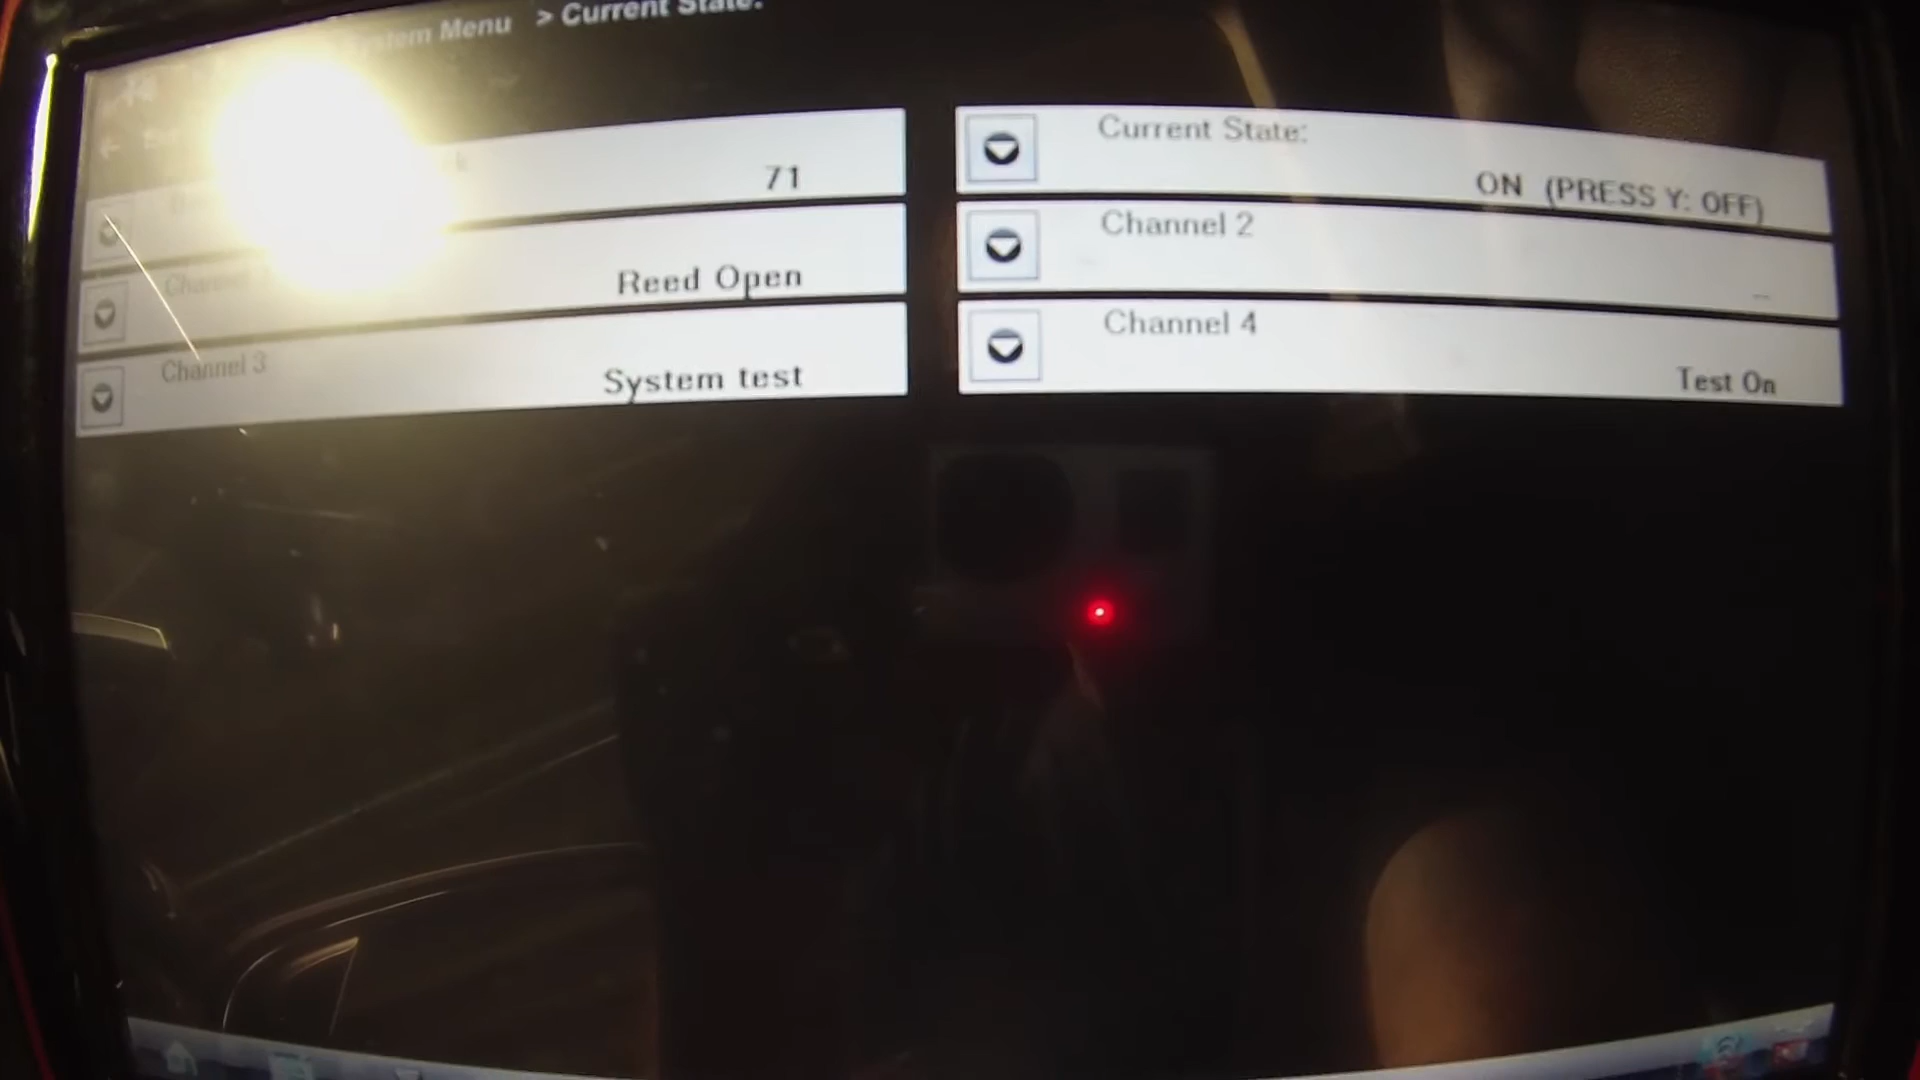 Menu > Current State:
71
Current State:
ON (PRESS Y: OFF)
Reed Open
Channel 2
_
Channel 3
System test
Channel 4
Test On